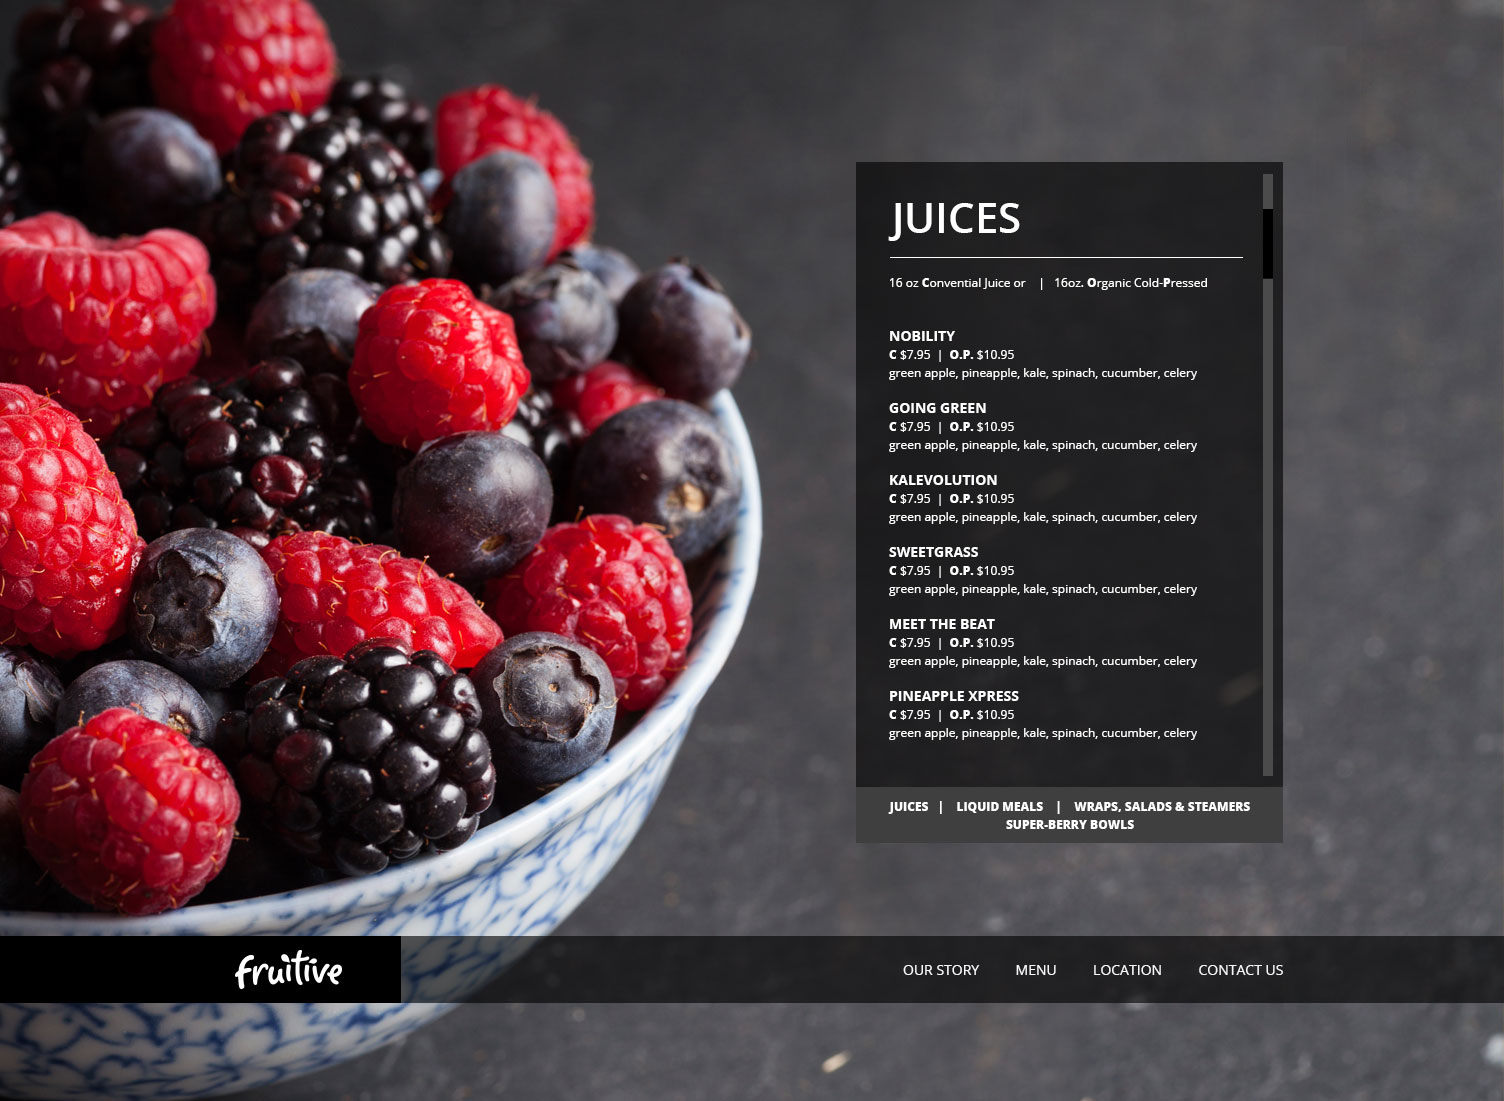 JUICES
16 oz Convential Juice or | 16oz. Organic Cold-Pressed
NOBILITY
C $7.95 | O.P. $10.95
green apple, pineapple, kale, spinach, cucumber, celery
GOING GREEN
C $7.95 | O.P. $10.95
green apple, pineapple, kale, spinach, cucumber, celery
KALEVOLUTION
C $7.95 | O.P. $10.95
green apple, pineapple, kale, spinach, cucumber, celery
SWEETGRASS
C $7.95 | O.P. $10.95
green apple, pineapple, kale, spinach, cucumber, celery
MEET THE BEAT
C $7.95 | O.P. $10.95
green apple, pineapple, kale, spinach, cucumber, celery
PINEAPPLE XPRESS
C $7.95 | O.P. $10.95
green apple, pineapple, kale, spinach, cucumber, celery
JUICES | LIQUID MEALS | WRAPS, SALADS & STEAMERS
SUPER-BERRY BOWLS
fruitive
OUR STORY MENU LOCATION CONTACT US